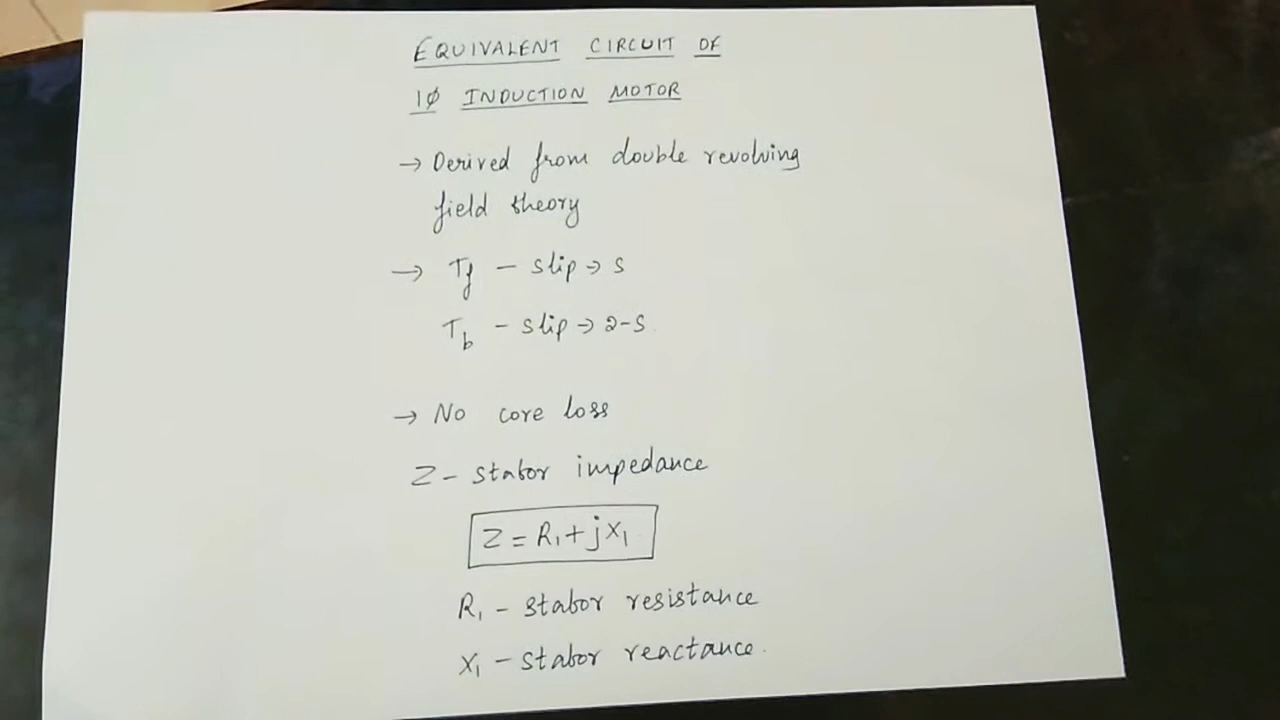 EQUIVALENT CIRCUIT OF
1Ø INDUCTION MOTOR
→ Derived from double revolving
field theory
→ Tf - slip → s
Tb - slip → 2-s
→ No core loss
Z - stator impedance
Z = R1 + jX1
R1 - stator resistance
X1 - stator reactance.